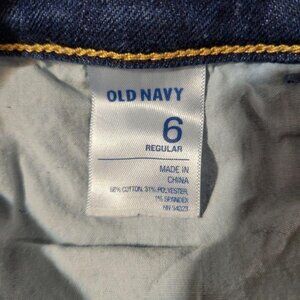 OLD NAVY
6
REGULAR
MADE IN
CHINA
68% COTTON, 31% POLYESTER,
1% SPANDEX